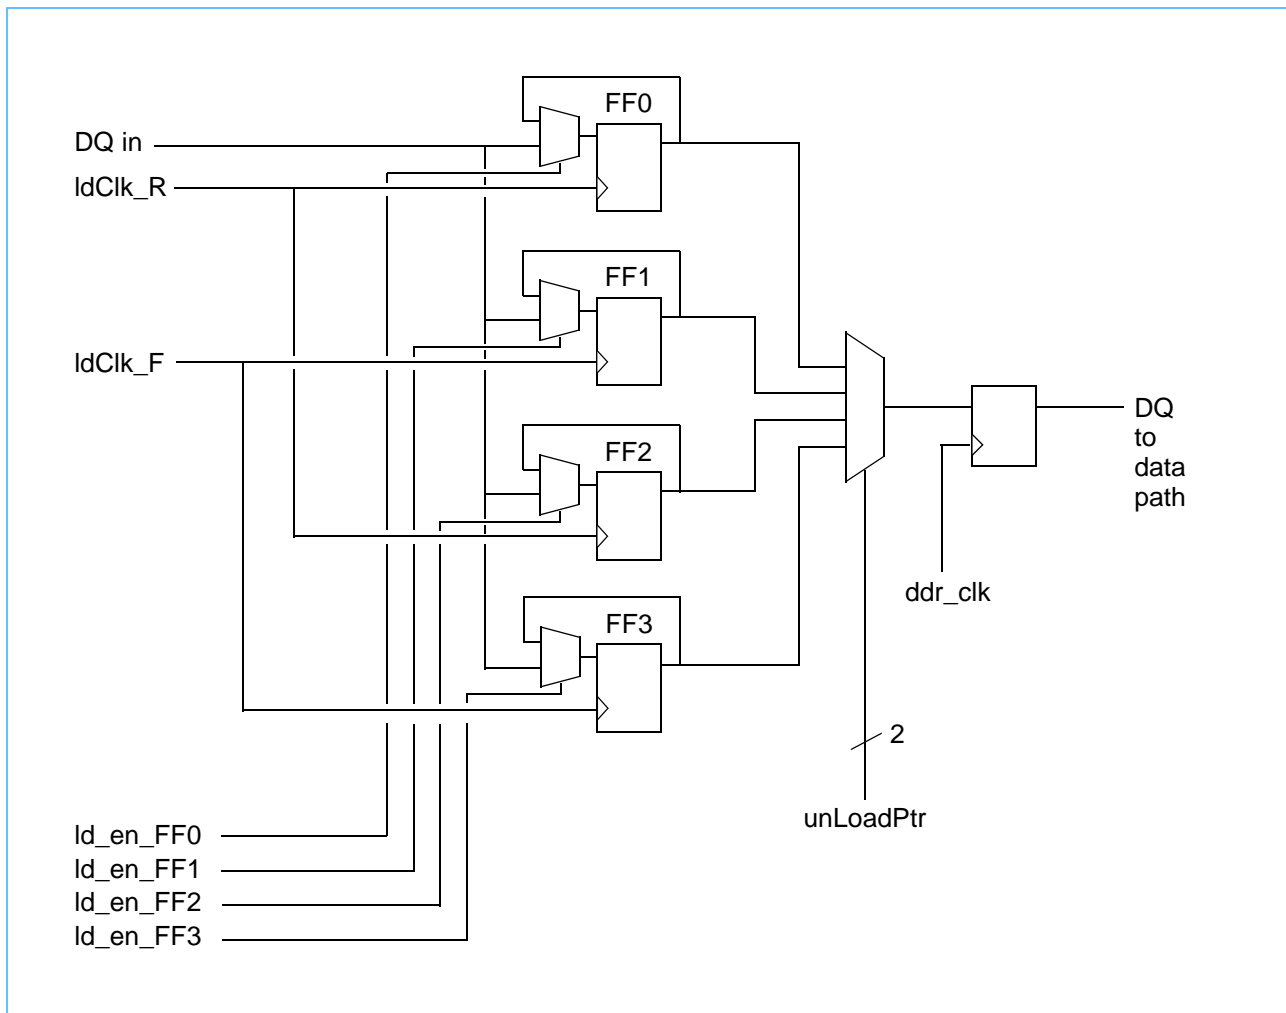 FF0
DQ in
ldClk_R
FF1
ldClk_F
DQ
to
data
path
FF2
ddr_clk
FF3
2
unLoadPtr
ld_en_FF0
ld_en_FF1
ld_en_FF2
ld_en_FF3